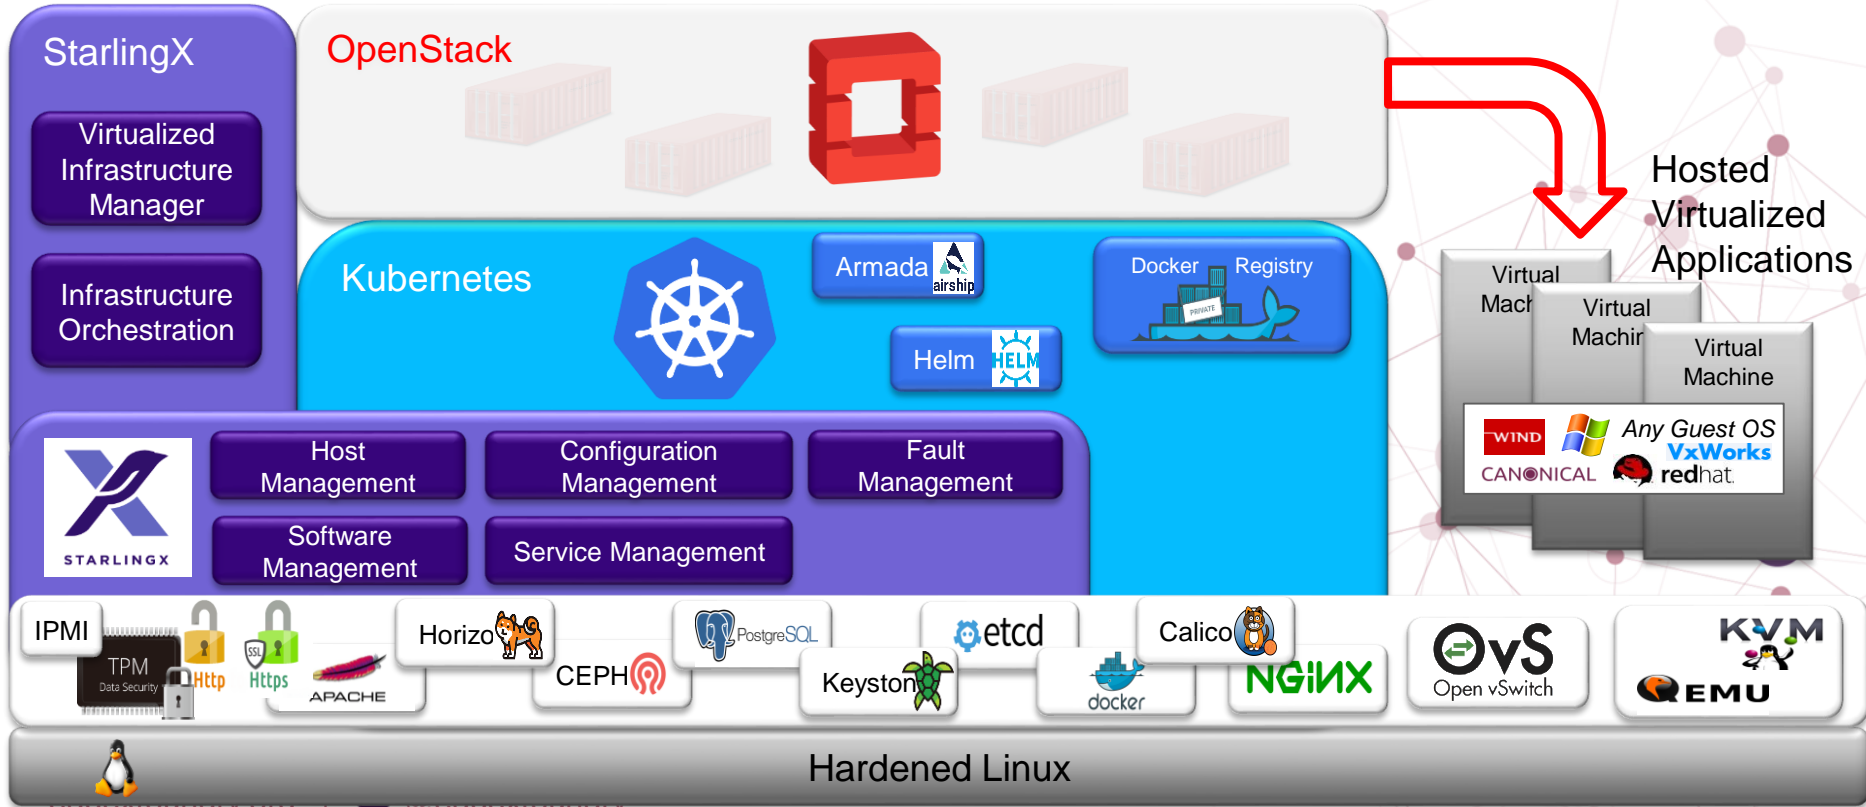 StarlingX
Virtualized
Infrastructure
Manager
Infrastructure
Orchestration
OpenStack
Kubernetes
Armada
airship
Helm
HELM
Docker Registry
PRIVATE
Hosted
Virtualized
Applications
Virtual
Mach
Virtual
Machin
Virtual
Machine
WIND
Any Guest OS
VxWorks
CANONICAL
redhat.
STARLINGX
Host
Management
Configuration
Management
Fault
Management
Software
Management
Service Management
IPMI
TPM
Data Security
Http
SSL
Https
APACHE
Horizo
CEPH
PostgreSQL
Keyston
etcd
docker
Calico
NGINX
OvS
Open vSwitch
KVM
QEMU
Hardened Linux